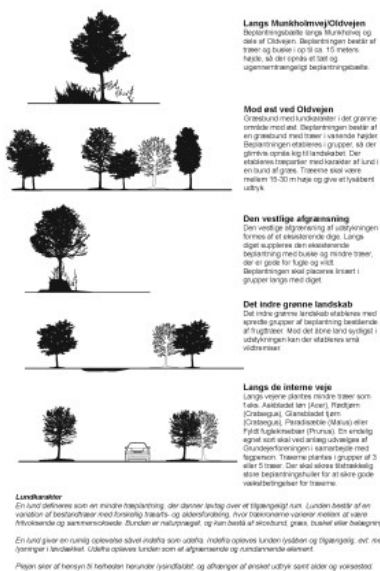 Langs Munkholmvej/Oldvejen
Beplantningsbælte langs Munkholmvej og
dele af Oldvejen. Beplantningen består af
træer og buske i op til ca. 15 meters
højde, så der opnås et tæt og
uigennemtrængeligt beplantningsbælte.
Mod øst ved Oldvejen
Græsbund med lundkarakter i det grønne
område mod øst. Beplantningen består af
en græsbund med træer i varierende højder.
Beplantningen etableres i grupper, så der
glimtvis opnås kig til landskabet. Der
etableres træpartier med karakter af lund i
en bund af græs. Træerne skal være
mellem 15-30 m høje og give et lysåbent
udtryk.
Den vestlige afgrænsning
Den vestlige afgrænsning af udstykningen
formes af et eksisterende dige. Langs
diget suppleres den eksisterende
beplantning med buske og mindre træer,
der er gode for fugle og vildt.
Beplantningen skal placeres lineært i
grupper langs med diget.
Det indre grønne landskab
Det indre grønne landskab etableres med
spredte grupper af beplantning bestående
af frugttræer. Mod det åbne land sydligst i
udstykningen kan der etableres små
vildtremiser.
Langs de interne veje
Langs vejene plantes mindre træer som
f.eks. Askbladet løn (Acer), Rødtjørn
(Crataegus), Glansbladet tjørn
(Crataegus), Paradisæble (Malus) eller
Fyldt fuglekirsebær (Prunus). En endelig
egnet sort skal ved anlæg udvælges af
Grundejerforeningen i samarbejde med
fagperson. Træerne plantes i grupper af 3
eller 5 træer. Der skal sikres tilstrækkelig
store beplantningshuller for at sikre gode
vækstbetingelser for træerne.
Lundkarakter
En lund defineres som en mindre træplantning, der danner løvtag over et tilgængeligt rum. Lunden består af en
variation af bestandtræer med forskellig træarts- og aldersfordeling, hvor trækronerne varierer mellem at være
fritvoksende og sammenvoksede. Bunden er naturpræget, og kan bestå af skovbund, græs, buskel eller belægning.
En lund giver en rumlig oplevelse såvel indefra som udefra. Indefra opleves lunden lysåben og tilgængelig, evt. med
lysninger i løvdækket. Udefra opleves lunden som et afgrænsende og rumdannende element.
Plejen sker af hensyn til helheden herunder lysindfaldet, og afhænger af ønsket udtryk samt alder og voksested.